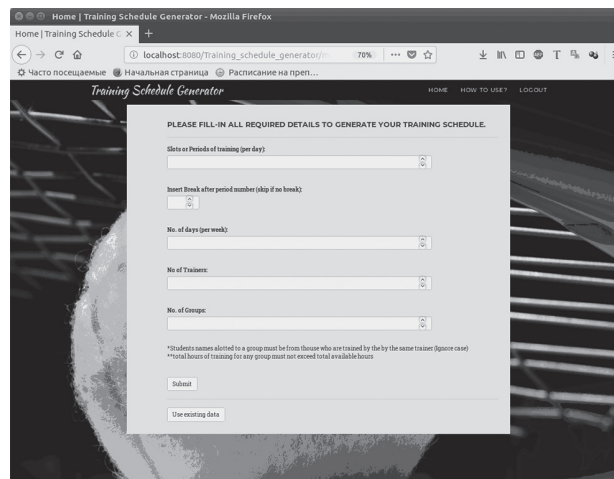 Home | Training Schedule Generator - Mozilla Firefox
Home | Training Schedule G
localhost:8080/Training_schedule_generator/
70%
Часто посещаемые Начальная страница Расписание на преп...
Training Schedule Generator HOME HOW TO USE? LOGOUT
PLEASE FILL-IN ALL REQUIRED DETAILS TO GENERATE YOUR TRAINING SCHEDULE.
Slots or Periods of training (per day):
Insert Break after period number (skip if no break):
No. of days (per week):
No of Trainers:
No. of Groups:
*Students names alotted to a group must be from thouse who are trained by the by the same trainer (Ignore case)
**total hours of training for any group must not exceed total available hours
Submit
Use existing data